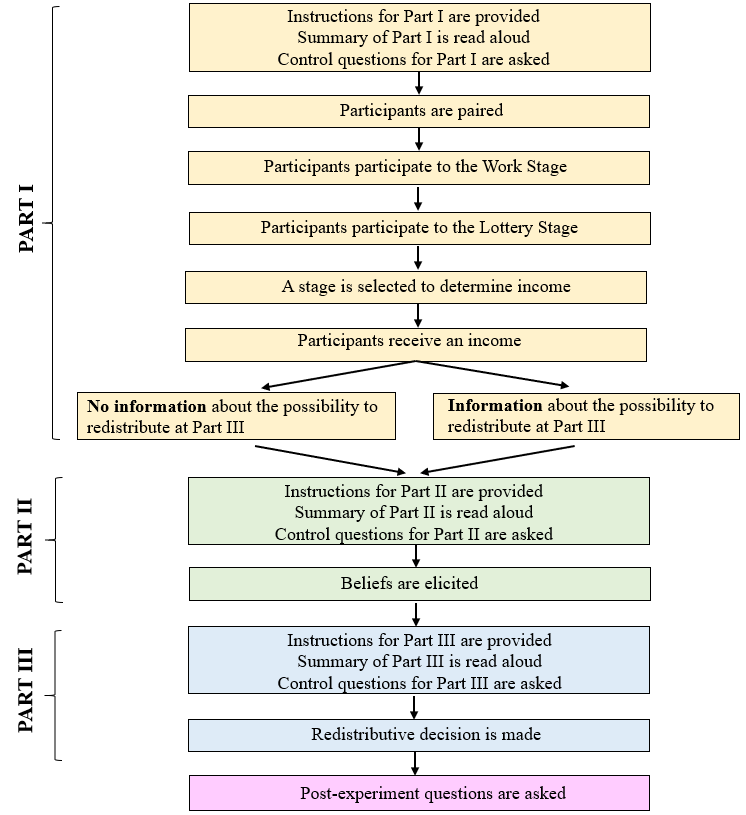 PART I
Instructions for Part I are provided
Summary of Part I is read aloud
Control questions for Part I are asked
Participants are paired
Participants participate to the Work Stage
Participants participate to the Lottery Stage
A stage is selected to determine income
Participants receive an income
No information about the possibility to
redistribute at Part III
Information about the possibility to
redistribute at Part III
PART II
Instructions for Part II are provided
Summary of Part II is read aloud
Control questions for Part II are asked
Beliefs are elicited
PART III
Instructions for Part III are provided
Summary of Part III is read aloud
Control questions for Part III are asked
Redistributive decision is made
Post-experiment questions are asked